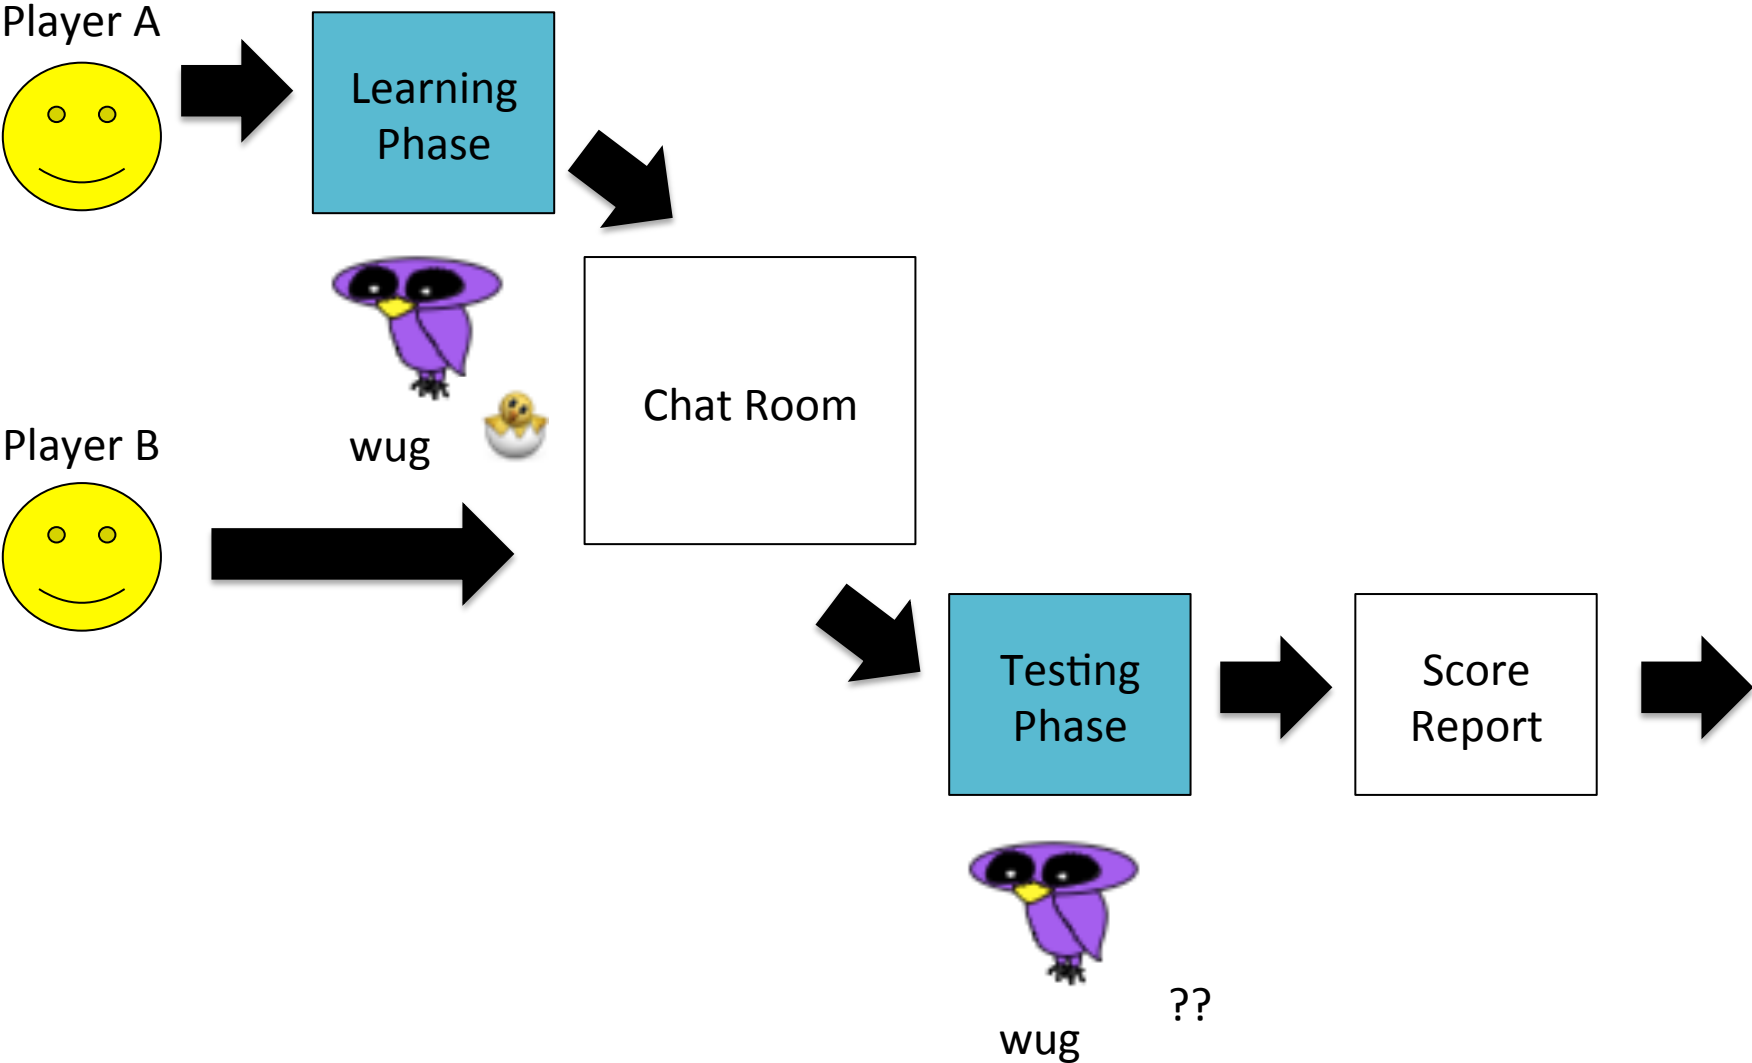 Player A
Learning
Phase
wug
Player B
Chat Room
Testing
Phase
Score
Report
wug
??